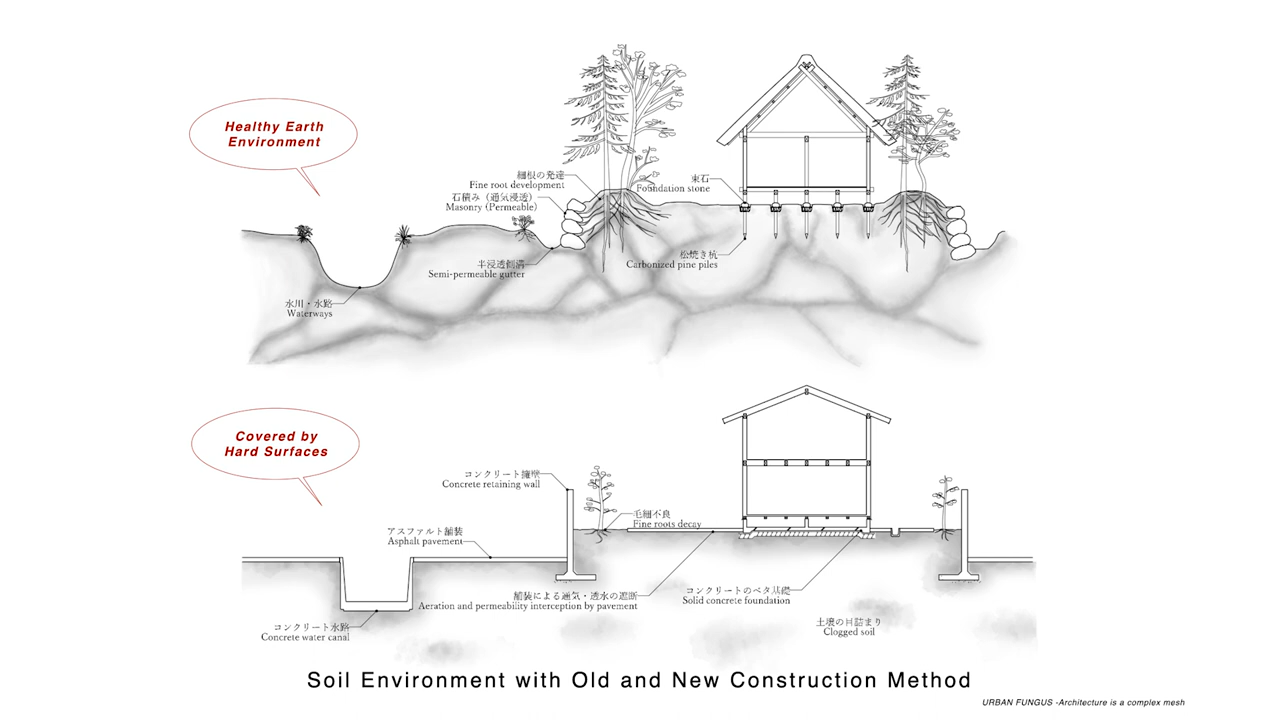 Healthy Earth
Environment
細根の発達
Fine root development
石積み（通気浸透）
Masonry (Permeable)
束石
Foundation stone
松焼き杭
Carbonized pine piles
半浸透側溝
Semi-permeable gutter
水川・水路
Waterways
Covered by
Hard Surfaces
コンクリート擁壁
Concrete retaining wall
毛細不良
Fine roots decay
アスファルト舗装
Asphalt pavement
舗装による通気・透水の遮断
Aeration and permeability interception by pavement
コンクリートのベタ基礎
Solid concrete foundation
土壌の目詰まり
Clogged soil
コンクリート水路
Concrete water canal
Soil Environment with Old and New Construction Method
URBAN FUNGUS -Architecture is a complex mesh